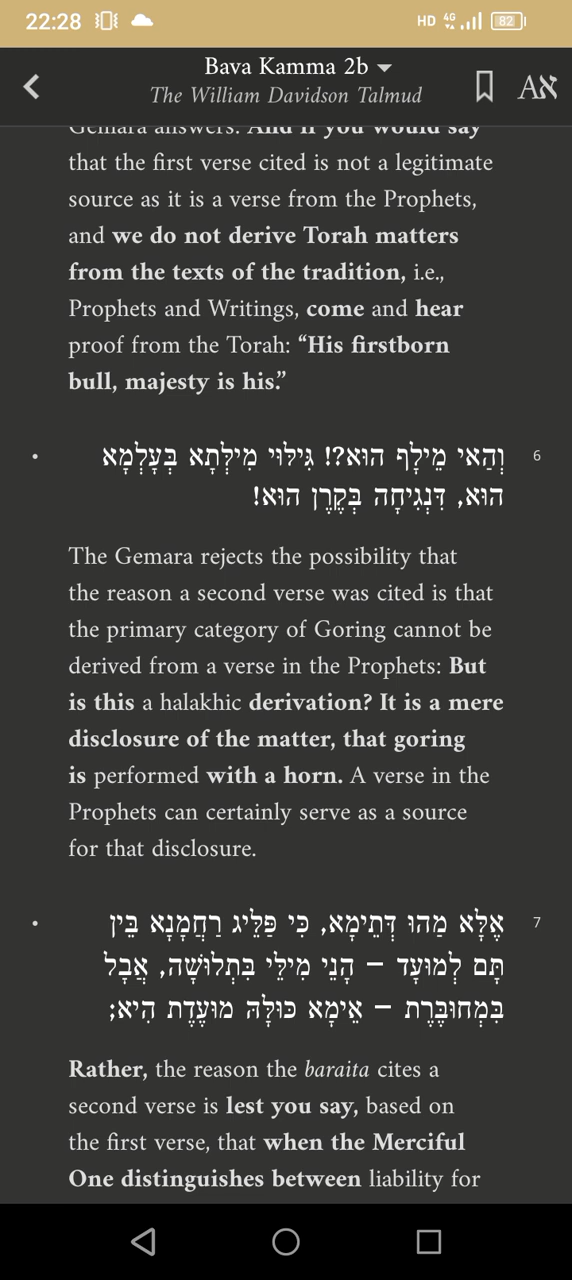 22:28
HD 4G 82
Bava Kamma 2b
The William Davidson Talmud
Aא
Gemara answers: And if you would say
that the first verse cited is not a legitimate
source as it is a verse from the Prophets,
and we do not derive Torah matters
from the texts of the tradition, i.e.,
Prophets and Writings, come and hear
proof from the Torah: “His firstborn
bull, majesty is his.”
6
וְהַאי מֵילָף הוּא?! גִּילּוּי מִילְּתָא בְּעָלְמָא
הוּא, דִּנְגִיחָה בְּקֶרֶן הוּא!
The Gemara rejects the possibility that
the reason a second verse was cited is that
the primary category of Goring cannot be
derived from a verse in the Prophets: But
is this a halakhic derivation? It is a mere
disclosure of the matter, that goring
is performed with a horn. A verse in the
Prophets can certainly serve as a source
for that disclosure.
7
אֶלָּא מַהוּ דְּתֵימָא, כִּי פַּלֵּיג רַחֲמָנָא בֵּין
תָּם לְמוּעָד – הָנֵי מִילֵּי בִּתְלוּשָׁה, אֲבָל
בִּמְחוּבֶּרֶת – אֵימָא כּוּלָּהּ מוּעֶדֶת הִיא;
Rather, the reason the baraita cites a
second verse is lest you say, based on
the first verse, that when the Merciful
One distinguishes between liability for